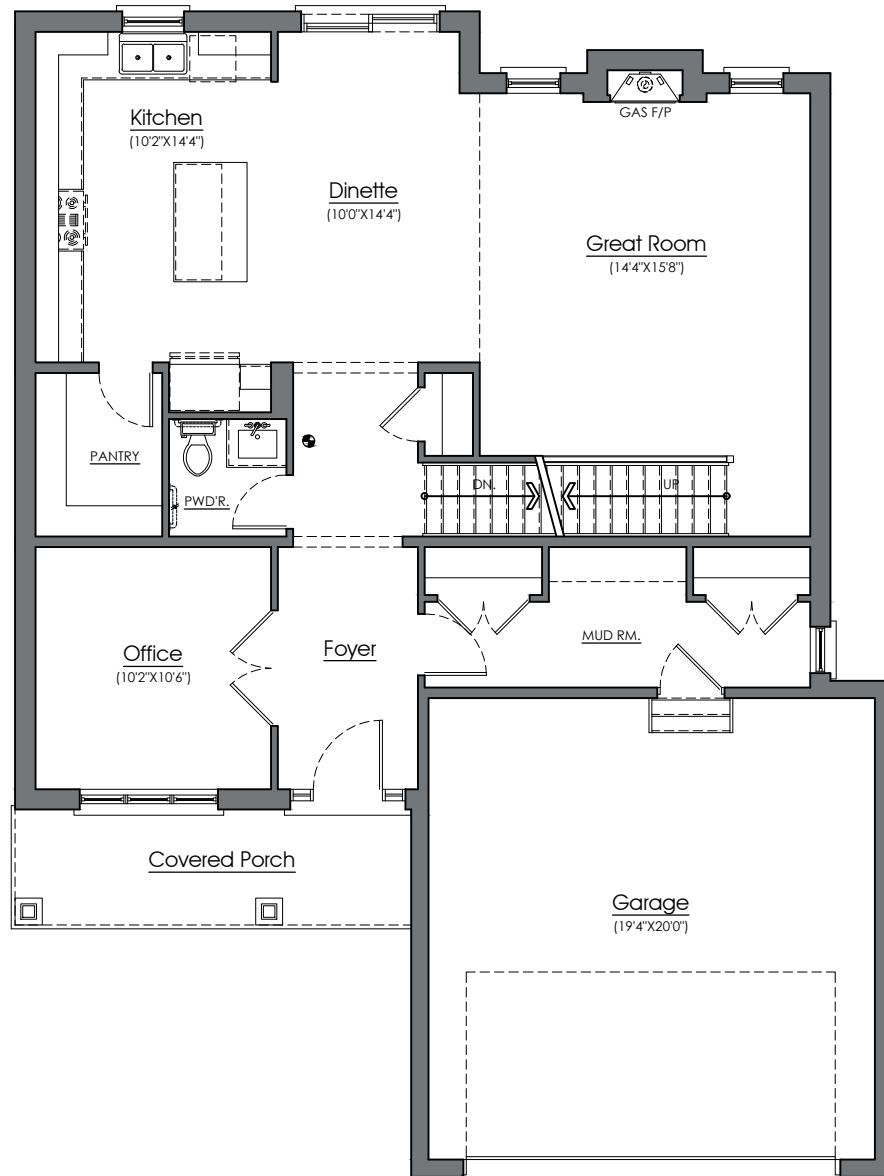 Kitchen
(10'2"X14'4")
GAS F/P
Dinette
(10'0"X14'4")
Great Room
(14'4"X15'8")
PANTRY
DN.
UP
PWD'R.
Office
(10'2"X10'6")
Foyer
MUD RM.
Covered Porch
Garage
(19'4"X20'0")